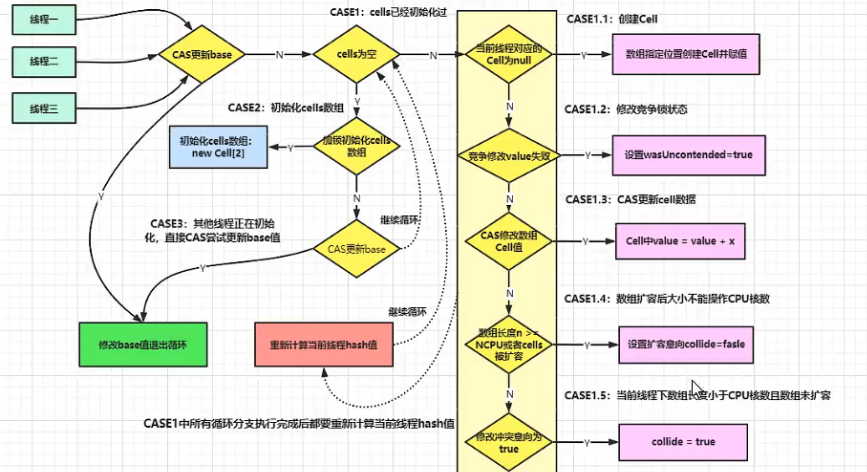 线程一
线程二
线程三
CAS更新base
N
Y
CASE1：cells已经初始化过
cells为空
N
Y
CASE2：初始化cells数组
加锁初始化cells
数组
Y
初始化cells数组：
new Cell[2]
N
CASE3：其他线程正在初始
化，直接CAS尝试更新base值
CAS更新base
Y
继续循环
继续循环
修改base值退出循环
重新计算当前线程hash值
CASE1中所有循环分支执行完成后都要重新计算当前线程hash值
当前线程对应的
Cell为null
Y
N
CASE1.1：创建Cell
数组指定位置创建Cell并赋值
CASE1.2：修改竞争锁状态
竞争修改value失败
Y
N
设置wasUncontended=true
CASE1.3：CAS更新cell数据
CAS修改数组
Cell值
Y
N
Cell中value = value + x
CASE1.4：数组扩容后大小不能操作CPU核数
数组长度n >=
NCPU或者cells
被扩容
Y
N
设置扩容意向collide=fasle
CASE1.5：当前线程下数组长度小于CPU核数且数组未扩容
修改冲突意向为
true
Y
collide = true